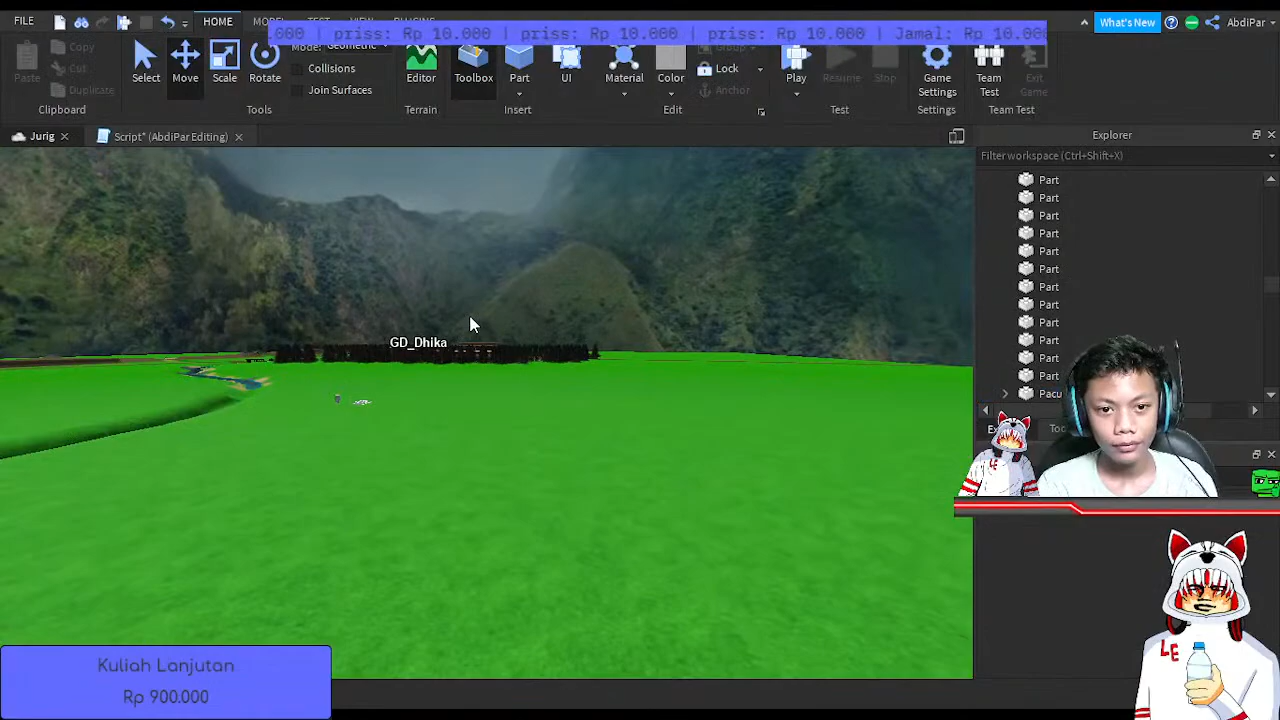 FILE
HOME
.000 | priss: Rp 10.000 | priss: Rp 10.000 | priss: Rp 10.000 | Jamal: Rp 10.000
What's New
AbdiPar
Paste
Copy
Cut
Duplicate
Clipboard
Select
Move
Scale
Rotate
Mode: Geometric
Collisions
Join Surfaces
Tools
Editor
Terrain
Toolbox
Part
UI
Insert
Material
Color
Group
Lock
Anchor
Edit
Play
Resume
Stop
Test
Game
Settings
Settings
Team
Test
Exit
Game
Team Test
Jurig
Script* (AbdiPar Editing)
Explorer
Filter workspace (Ctrl+Shift+X)
Part
Part
Part
Part
Part
Part
Part
Part
Part
Part
Part
Part
Pacu
GD_Dhika
LE
LE
Kuliah Lanjutan
Rp 900.000